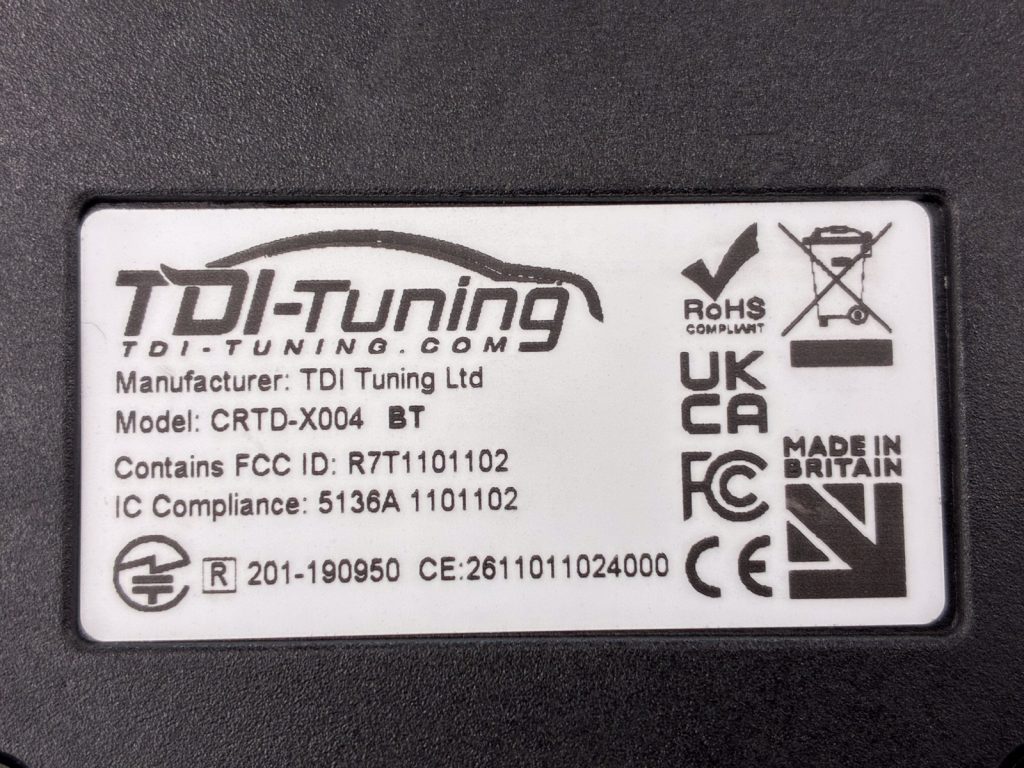 TDI-Tuning
TDI-TUNING.COM
Manufacturer: TDI Tuning Ltd
Model: CRTD-X004 BT
Contains FCC ID: R7T1101102
IC Compliance: 5136A 1101102
R 201-190950 CE:2611011024000
RoHS
COMPLIANT
UK
CA
FC
CE
MADE IN
BRITAIN